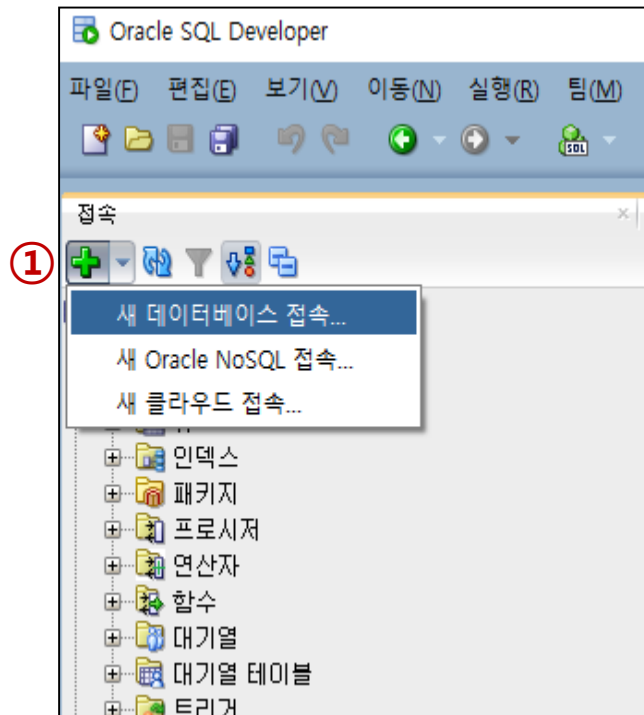 Oracle SQL Developer
파일(F) 편집(E) 보기(V) 이동(N) 실행(R) 팀(M)
SQL
접속
①
새 데이터베이스 접속...
새 Oracle NoSQL 접속...
새 클라우드 접속...
인덱스
패키지
프로시저
연산자
함수
대기열
대기열 테이블
트리거